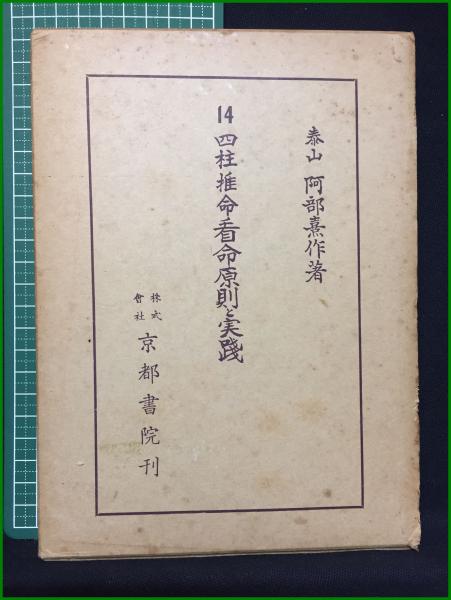 泰山 阿部熹作著
14 四柱推命看命原則と実践
株式會社 京都書院刊